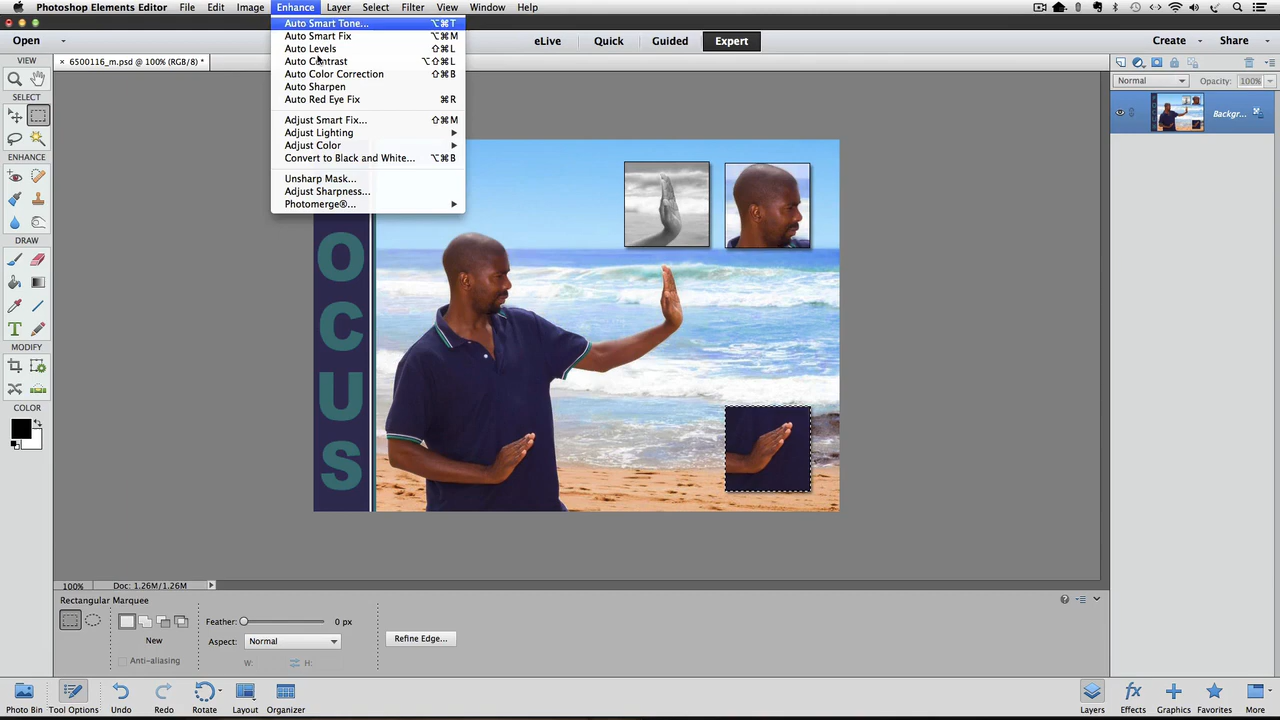 Photoshop Elements Editor File Edit Image Enhance Layer Select Filter View Window Help
Open eLive Quick Guided Expert Create Share
VIEW
6500116_m.psd @ 100% (RGB/8) *
SELECT
ENHANCE
DRAW
MODIFY
COLOR
Auto Smart Tone... ⌥⌘T
Auto Smart Fix ⌥⌘M
Auto Levels ⇧⌘L
Auto Contrast ⌥⇧⌘L
Auto Color Correction ⇧⌘B
Auto Sharpen
Auto Red Eye Fix ⌘R
Adjust Smart Fix... ⇧⌘M
Adjust Lighting
Adjust Color
Convert to Black and White... ⌥⌘B
Unsharp Mask...
Adjust Sharpness...
Photomerge®...
O
C
U
S
Normal Opacity: 100%
Backgr...
100% Doc: 1.26M/1.26M
Rectangular Marquee
New
Anti-aliasing
Feather: 0 px
Aspect: Normal
W: H:
Refine Edge...
Photo Bin Tool Options Undo Redo Rotate Layout Organizer Layers Effects Graphics Favorites More